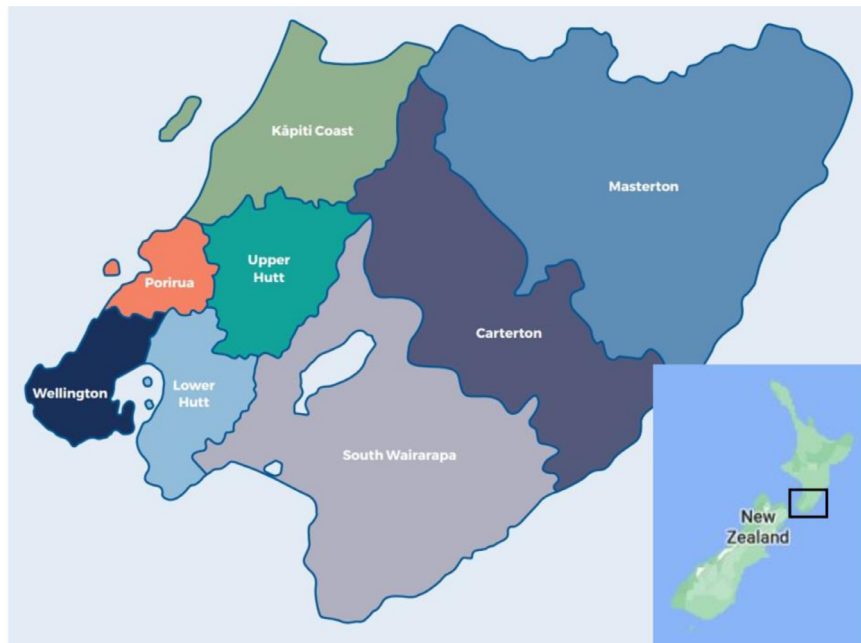 Kāpiti Coast
Masterton
Upper
Hutt
Porirua
Carterton
Wellington
Lower
Hutt
South Wairarapa
New
Zealand